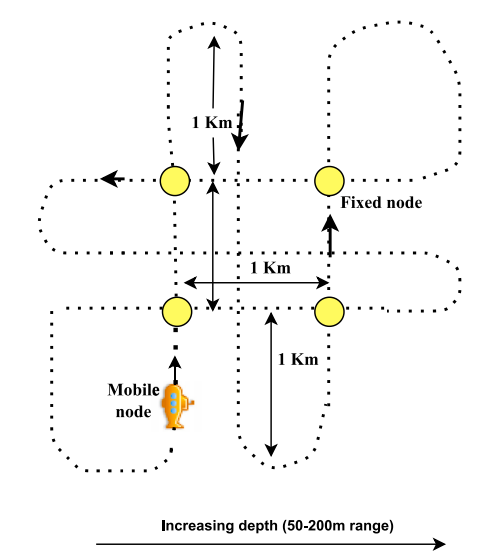 1 Km
Fixed node
1 Km
1 Km
Mobile
node
Increasing depth (50-200m range)